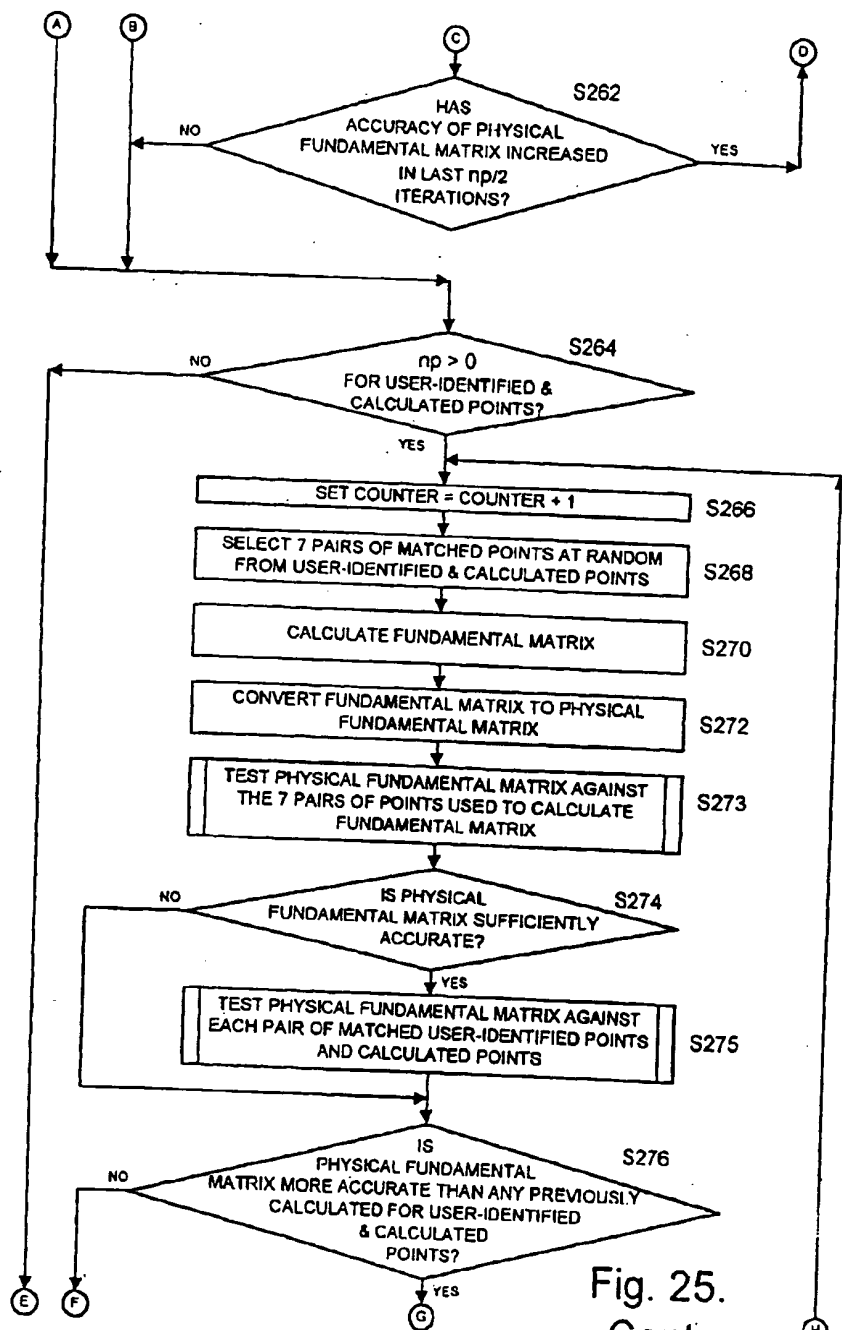 A
B
C
D
S262
HAS
ACCURACY OF PHYSICAL
FUNDAMENTAL MATRIX INCREASED
IN LAST np/2
ITERATIONS?
NO
YES
S264
np > 0
FOR USER-IDENTIFIED &
CALCULATED POINTS?
NO
YES
SET COUNTER = COUNTER + 1
S266
SELECT 7 PAIRS OF MATCHED POINTS AT RANDOM
FROM USER-IDENTIFIED & CALCULATED POINTS
S268
CALCULATE FUNDAMENTAL MATRIX
S270
CONVERT FUNDAMENTAL MATRIX TO PHYSICAL
FUNDAMENTAL MATRIX
S272
TEST PHYSICAL FUNDAMENTAL MATRIX AGAINST
THE 7 PAIRS OF POINTS USED TO CALCULATE
FUNDAMENTAL MATRIX
S273
NO
S274
IS PHYSICAL
FUNDAMENTAL MATRIX SUFFICIENTLY
ACCURATE?
YES
TEST PHYSICAL FUNDAMENTAL MATRIX AGAINST
EACH PAIR OF MATCHED USER-IDENTIFIED POINTS
AND CALCULATED POINTS
S275
S276
IS
PHYSICAL FUNDAMENTAL
MATRIX MORE ACCURATE THAN ANY PREVIOUSLY
CALCULATED FOR USER-IDENTIFIED
& CALCULATED
POINTS?
NO
YES
Fig. 25.
E
F
G
H